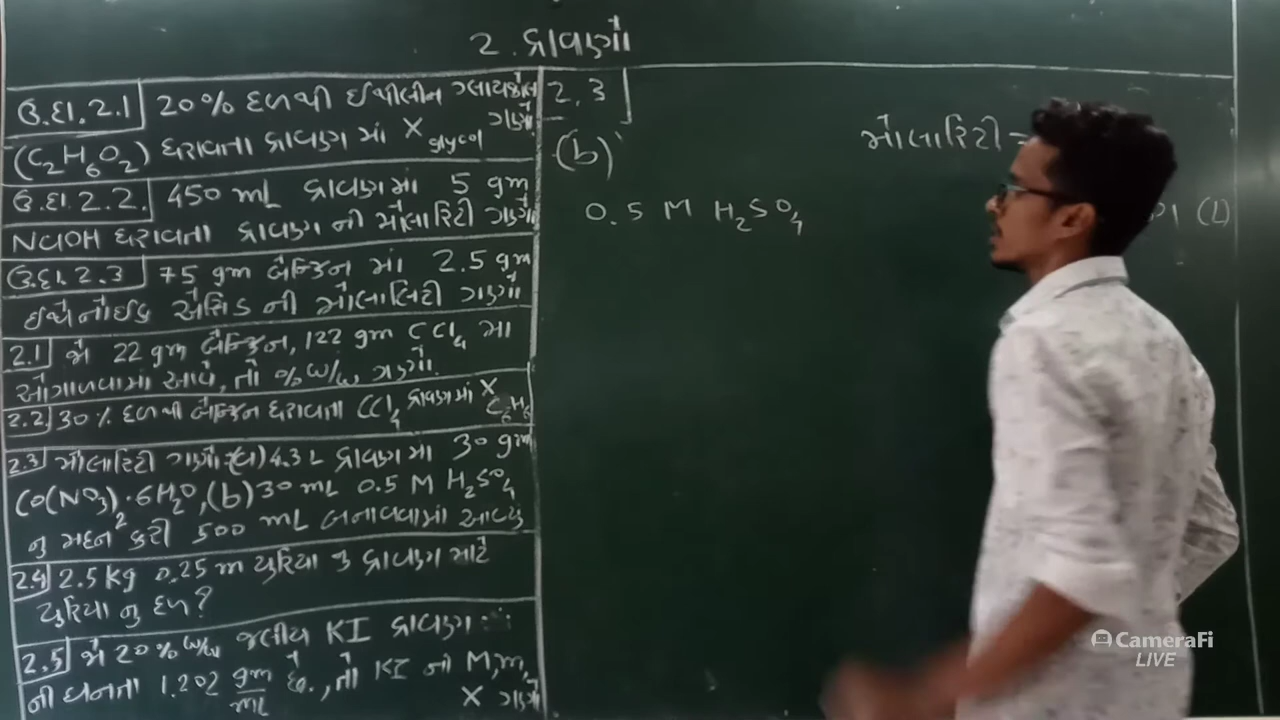 2. દ્રાવણો
ઉ.દા.2.1 20% દળથી ઈથીલીન ગ્લાયકોલ
(C₂H₆O₂) ધરાવતા દ્રાવણ માં X glycol ગણો
ઉ.દા.2.2. 450 mL દ્રાવણમાં 5 gm
NaOH ધરાવતા દ્રાવણ ની મોલારિટી ગણો
ઉ.દા.2.3 75 gm બેન્ઝિન માં 2.5 gm
ઈથેનોઈક એસિડ ની મોલાલિટી ગણો
2.1 જો 22 gm બેન્ઝિન, 122 gm CCl₄ માં
ઓગાળવામાં આવે, તો % w/w ગણો.
2.2 30% દળથી બેન્ઝિન ધરાવતા CCl₄ દ્રાવણમાં X C₆H₆
2.3 મોલારિટી ગણો (a) 4.3 L દ્રાવણમાં 30 gm
Co(NO₃)₂·6H₂O, (b) 30 mL 0.5 M H₂SO₄
નુ મંદન કરી 500 mL બનાવવામાં આવ્યુ
2.4 2.5 kg 0.25 m યુરિયા નુ દ્રાવણ માટે
યુરિયા નુ દળ?
2.5 જો 20% w/w જલીય KI દ્રાવણ
ની ઘનતા 1.202 gm/mL છે., તો KI ની M, m,
X ગણો
2.3
(b)
મોલારિટી =
(L)
0.5 M H₂SO₄
CameraFi
LIVE